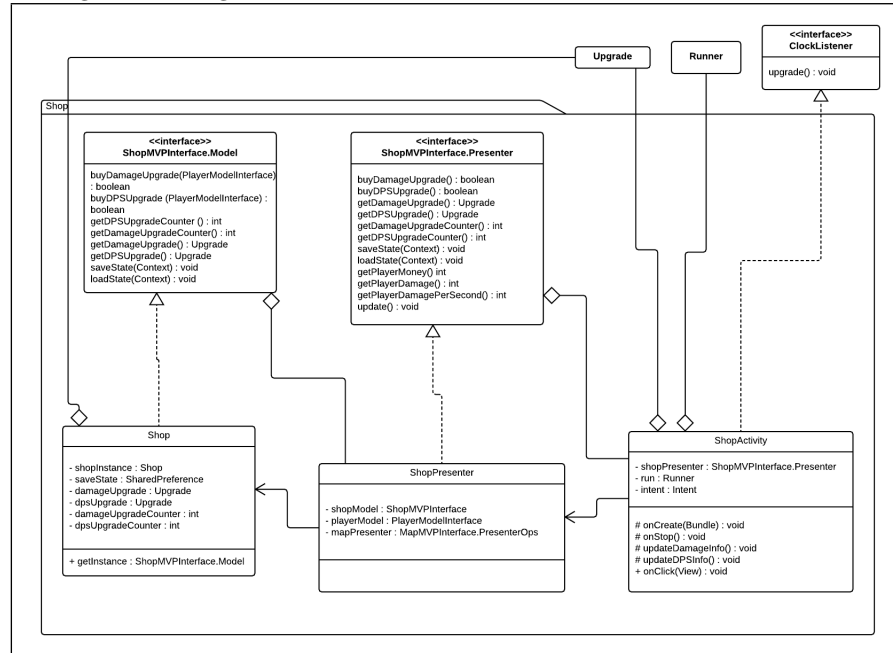 <<interface>>
ClockListener
upgrade() : void
Upgrade
Runner
Shop
<<interface>>
ShopMVPInterface.Model
buyDamageUpgrade(PlayerModelInterface)
: boolean
buyDPSUpgrade (PlayerModelInterface) :
boolean
getDPSUpgradeCounter () : int
getDamageUpgradeCounter() : int
getDamageUpgrade() : Upgrade
getDPSUpgrade() : Upgrade
saveState(Context) : void
loadState(Context) : void
<<interface>>
ShopMVPInterface.Presenter
buyDamageUpgrade() : boolean
buyDPSUpgrade() : boolean
getDamageUpgrade() : Upgrade
getDPSUpgrade() : Upgrade
getDamageUpgradeCounter() : int
getDPSUpgradeCounter() : int
saveState(Context) : void
loadState(Context) : void
getPlayerMoney() int
getPlayerDamage() : int
getPlayerDamagePerSecond() : int
update() : void
Shop
- shopInstance : Shop
- saveState : SharedPreference
- damageUpgrade : Upgrade
- dpsUpgrade : Upgrade
- damageUpgradeCounter : int
- dpsUpgradeCounter : int
+ getInstance : ShopMVPInterface.Model
ShopPresenter
- shopModel : ShopMVPInterface
- playerModel : PlayerModelInterface
- mapPresenter : MapMVPInterface.PresenterOps
ShopActivity
- shopPresenter : ShopMVPInterface.Presenter
- run : Runner
- intent : Intent
# onCreate(Bundle) : void
# onStop() : void
# updateDamageInfo() : void
# updateDPSInfo() : void
+ onClick(View) : void